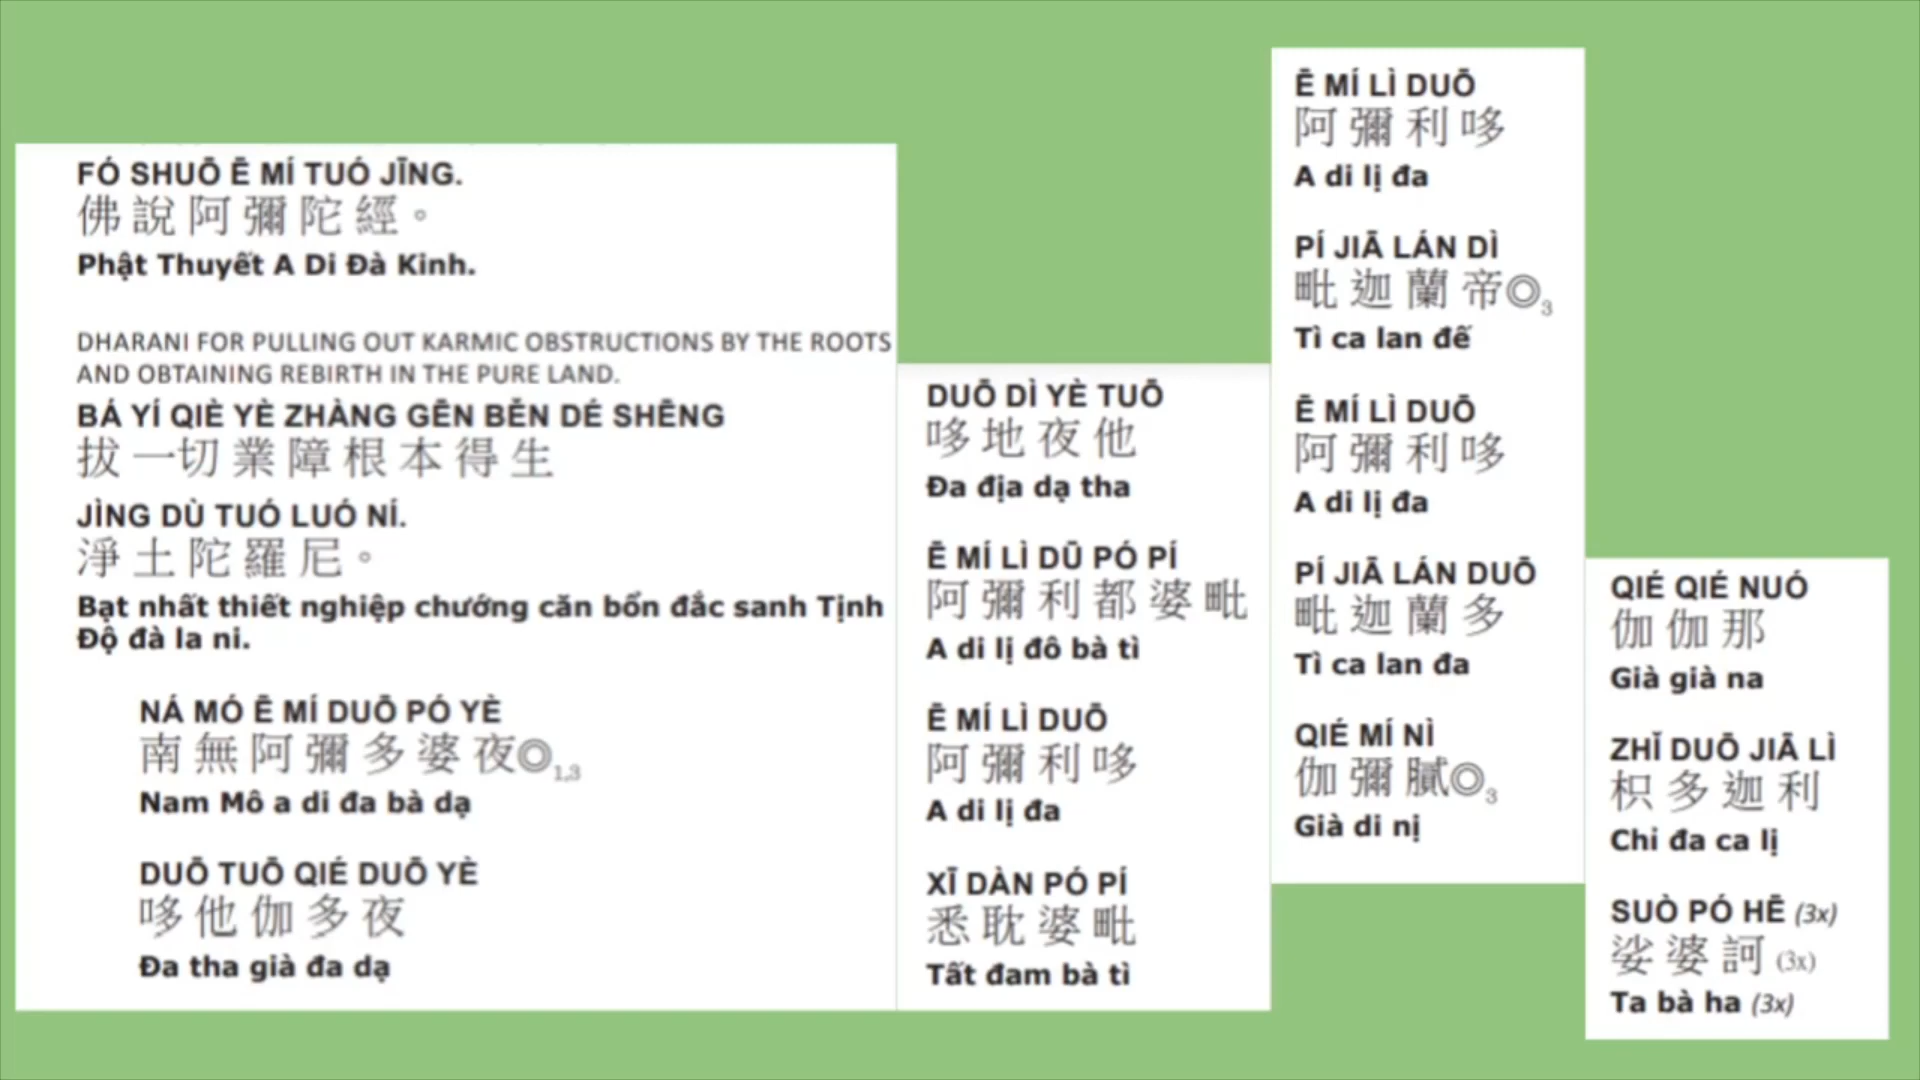 FÓ SHUŌ Ē MÍ TUÓ JĪNG.
佛說阿彌陀經。
Phật Thuyết A Di Đà Kinh.
DHARANI FOR PULLING OUT KARMIC OBSTRUCTIONS BY THE ROOTS
AND OBTAINING REBIRTH IN THE PURE LAND.
BÁ YÍ QIÈ YÈ ZHÀNG GĒN BĚN DÉ SHĒNG
拔一切業障根本得生
JÌNG DÙ TUÓ LUÓ NÍ.
淨土陀羅尼。
Bạt nhất thiết nghiệp chướng căn bổn đắc sanh Tịnh
Độ đà la ni.
NÁ MÓ Ē MÍ DUŌ PÓ YÈ
南無阿彌多婆夜◎1,3
Nam Mô a di đa bà dạ
DUŌ TUŌ QIÉ DUŌ YÈ
哆他伽多夜
Đa tha già đa dạ
DUŌ DÌ YÈ TUŌ
哆地夜他
Đa địa dạ tha
Ē MÍ LÌ DŪ PÓ PÍ
阿彌利都婆毗
A di lị đô bà tì
Ē MÍ LÌ DUŌ
阿彌利哆
A di lị đa
XĪ DÀN PÓ PÍ
悉耽婆毗
Tất đam bà tì
Ē MÍ LÌ DUŌ
阿彌利哆
A di lị đa
PÍ JIĀ LÁN DÌ
毗迦蘭帝◎3
Tì ca lan đế
Ē MÍ LÌ DUŌ
阿彌利哆
A di lị đa
PÍ JIĀ LÁN DUŌ
毗迦蘭多
Tì ca lan đa
QIÉ MÍ NÌ
伽彌膩◎3
Già di nị
QIÉ QIÉ NUÓ
伽伽那
Già già na
ZHǏ DUŌ JIĀ LÌ
枳多迦利
Chỉ đa ca lị
SUÒ PÓ HĒ (3x)
娑婆訶 (3x)
Ta bà ha (3x)